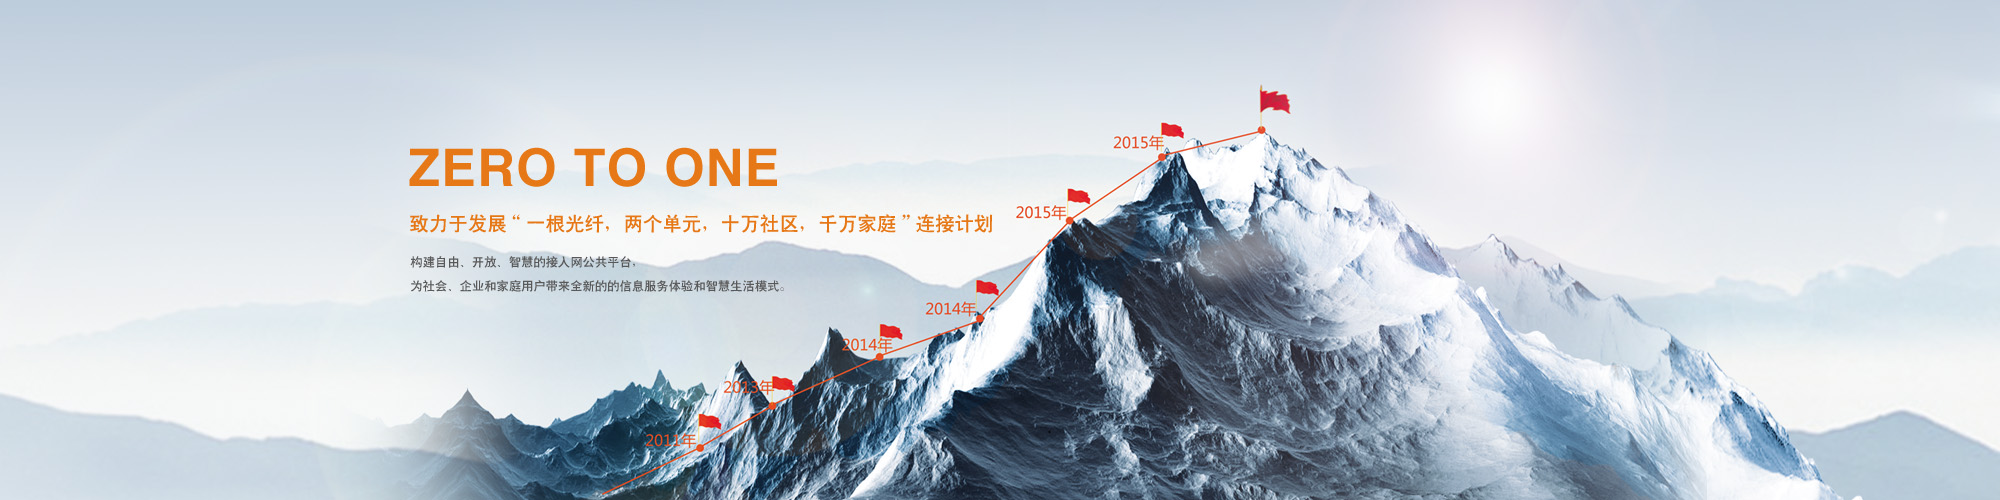 ZERO TO ONE
致力于发展“一根光纤，两个单元，十万社区，千万家庭”连接计划
构建自由、开放、智慧的接人网公共平台，
为社会、企业和家庭用户带来全新的的信息服务体验和智慧生活模式。
2015年
2015年
2014年
2014年
2013年
2011年